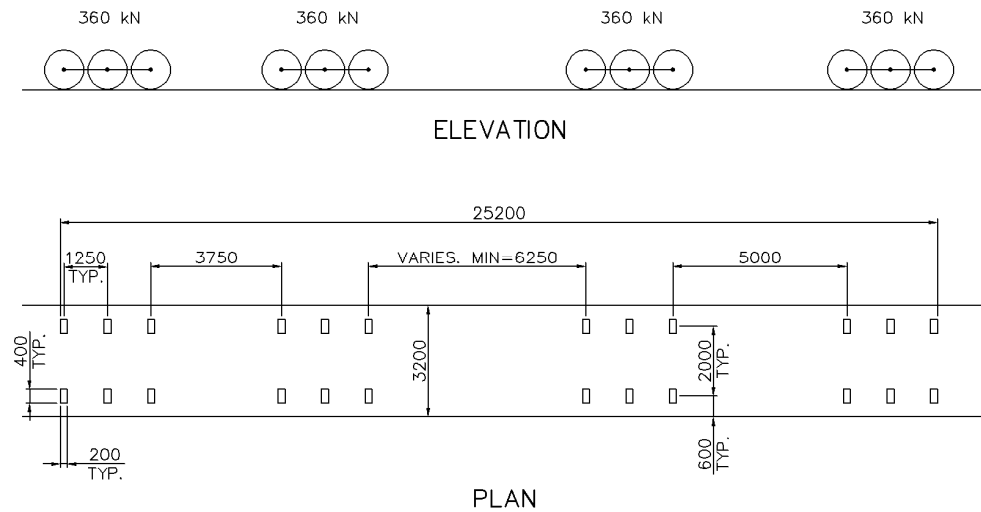 360 kN 360 kN 360 kN 360 kN
ELEVATION
25200
1250
TYP.
3750
VARIES. MIN=6250
5000
400
TYP.
3200
2000
TYP.
600
TYP.
200
TYP.
PLAN